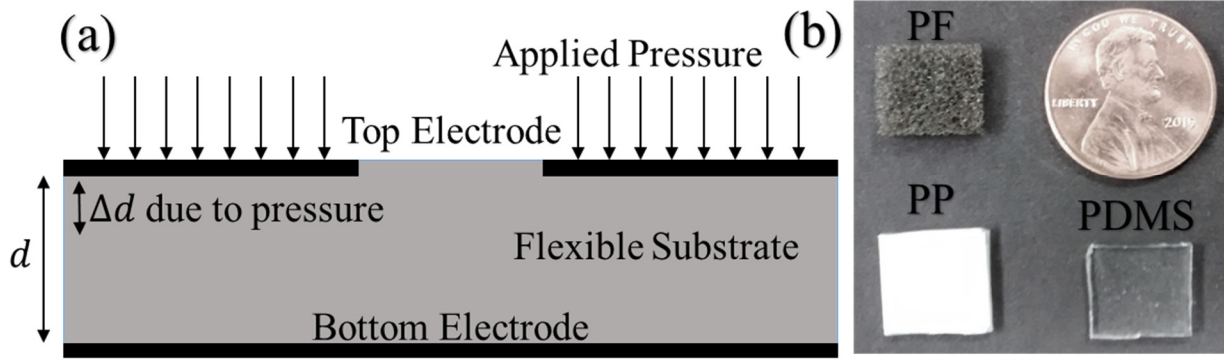 (a)
Applied Pressure
Top Electrode
Δd due to pressure
d
Flexible Substrate
Bottom Electrode
(b)
PF
LIBERTY
PP
PDMS